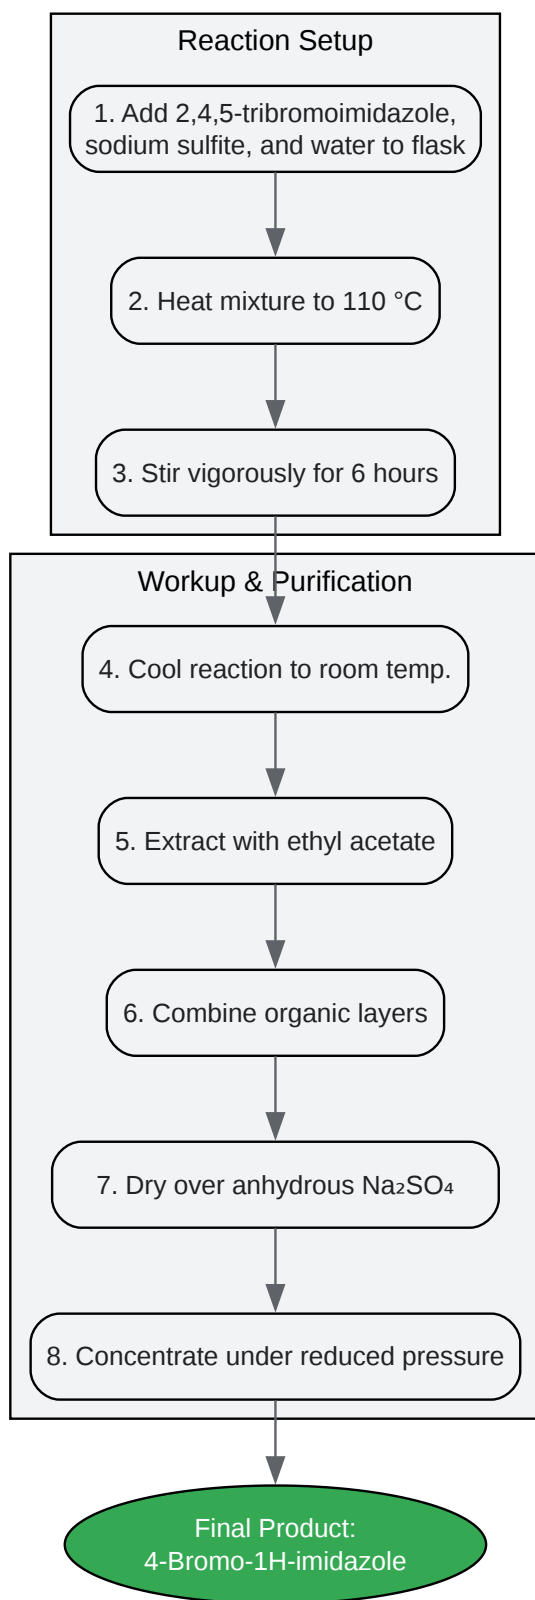 Reaction Setup
1. Add 2,4,5-tribromoimidazole,
sodium sulfite, and water to flask
2. Heat mixture to 110 °C
3. Stir vigorously for 6 hours
Workup & Purification
4. Cool reaction to room temp.
5. Extract with ethyl acetate
6. Combine organic layers
7. Dry over anhydrous Na₂SO₄
8. Concentrate under reduced pressure
Final Product:
4-Bromo-1H-imidazole